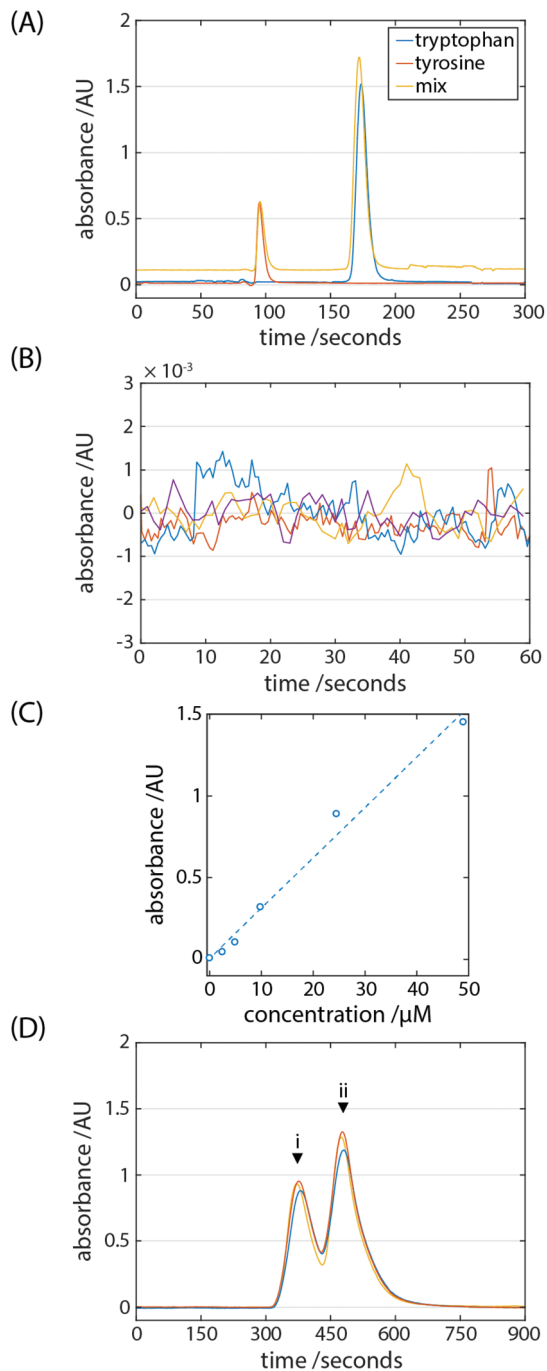 (A)
absorbance /AU
2
1.5
1
0.5
0
tryptophan
tyrosine
mix
0 50 100 150 200 250 300
time /seconds
(B)
× 10-3
absorbance /AU
3
2
1
0
-1
-2
-3
0 10 20 30 40 50 60
time /seconds
(C)
absorbance /AU
1.5
1
0.5
0
0 10 20 30 40 50
concentration /µM
(D)
absorbance /AU
2
1.5
1
0.5
0
i
ii
0 150 300 450 600 750 900
time /seconds